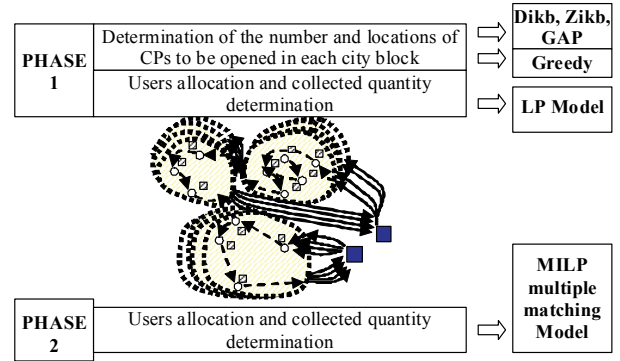 Determination of the number and locations of
CPs to be opened in each city block
Dikb, Zikb,
GAP
Greedy
PHASE
1
Users allocation and collected quantity
determination
LP Model
PHASE
2
Users allocation and collected quantity
determination
MILP
multiple
matching
Model